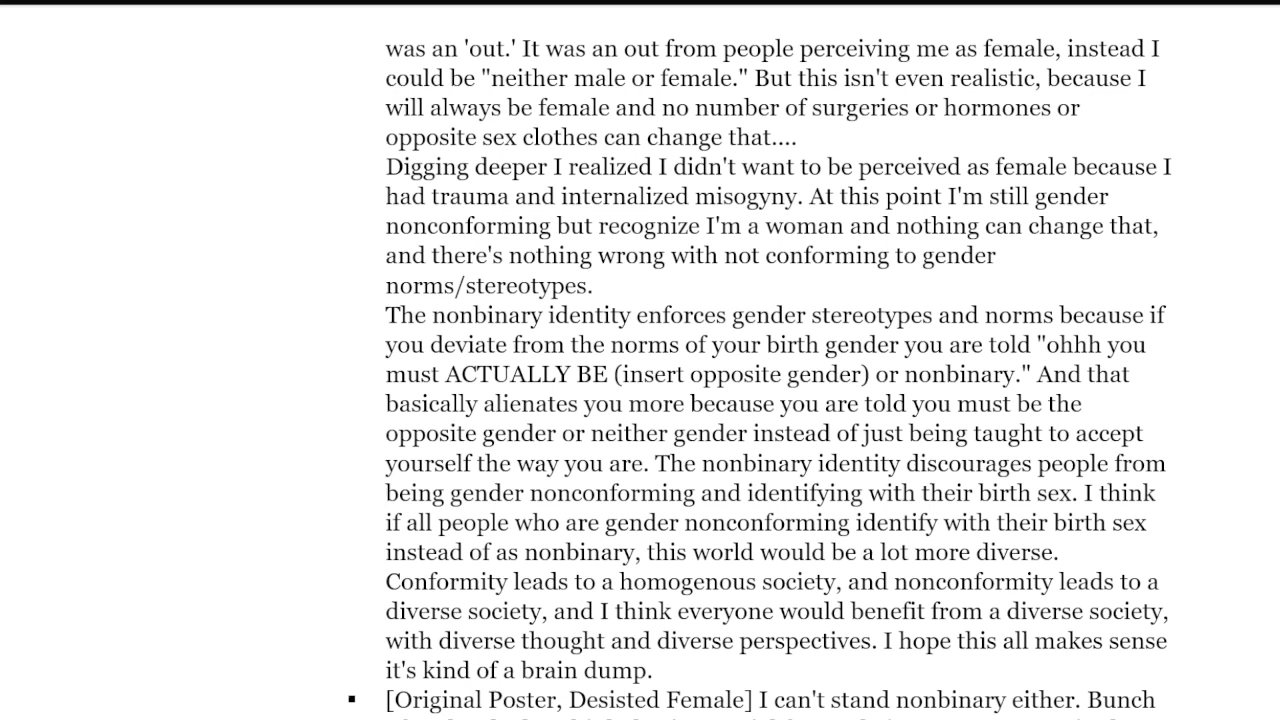 was an 'out.' It was an out from people perceiving me as female, instead I
could be "neither male or female." But this isn't even realistic, because I
will always be female and no number of surgeries or hormones or
opposite sex clothes can change that....
Digging deeper I realized I didn't want to be perceived as female because I
had trauma and internalized misogyny. At this point I'm still gender
nonconforming but recognize I'm a woman and nothing can change that,
and there's nothing wrong with not conforming to gender
norms/stereotypes.
The nonbinary identity enforces gender stereotypes and norms because if
you deviate from the norms of your birth gender you are told "ohhh you
must ACTUALLY BE (insert opposite gender) or nonbinary." And that
basically alienates you more because you are told you must be the
opposite gender or neither gender instead of just being taught to accept
yourself the way you are. The nonbinary identity discourages people from
being gender nonconforming and identifying with their birth sex. I think
if all people who are gender nonconforming identify with their birth sex
instead of as nonbinary, this world would be a lot more diverse.
Conformity leads to a homogenous society, and nonconformity leads to a
diverse society, and I think everyone would benefit from a diverse society,
with diverse thought and diverse perspectives. I hope this all makes sense
it's kind of a brain dump.
▪ [Original Poster, Desisted Female] I can't stand nonbinary either. Bunch